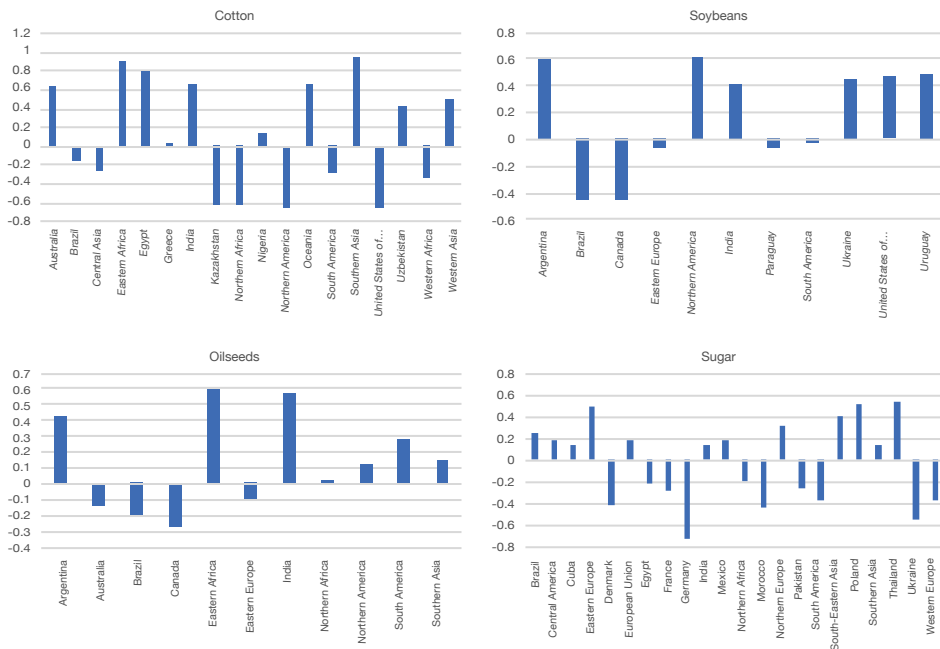 Cotton
1.2
1
0.8
0.6
0.4
0.2
0
-0.2
-0.4
-0.6
-0.8
Australia
Brazil
Central Asia
Eastern Africa
Egypt
Greece
India
Kazakhstan
Northern Africa
Nigeria
Northern America
Oceania
South America
Southern Asia
United States of...
Uzbekistan
Western Africa
Western Asia
Soybeans
0.8
0.6
0.4
0.2
0
-0.2
-0.4
-0.6
Argentina
Brazil
Canada
Eastern Europe
Northern America
India
Paraguay
South America
Ukraine
United States of...
Uruguay
Oilseeds
0.7
0.6
0.5
0.4
0.3
0.2
0.1
0
-0.1
-0.2
-0.3
-0.4
Argentina
Australia
Brazil
Canada
Eastern Africa
Eastern Europe
India
Northern Africa
Northern America
South America
Southern Asia
Sugar
0.8
0.6
0.4
0.2
0
-0.2
-0.4
-0.6
-0.8
Brazil
Central America
Cuba
Eastern Europe
Denmark
European Union
Egypt
France
Germany
India
Mexico
Northern Africa
Morocco
Northern Europe
Pakistan
South America
South-Eastern Asia
Poland
Southern Asia
Thailand
Ukraine
Western Europe